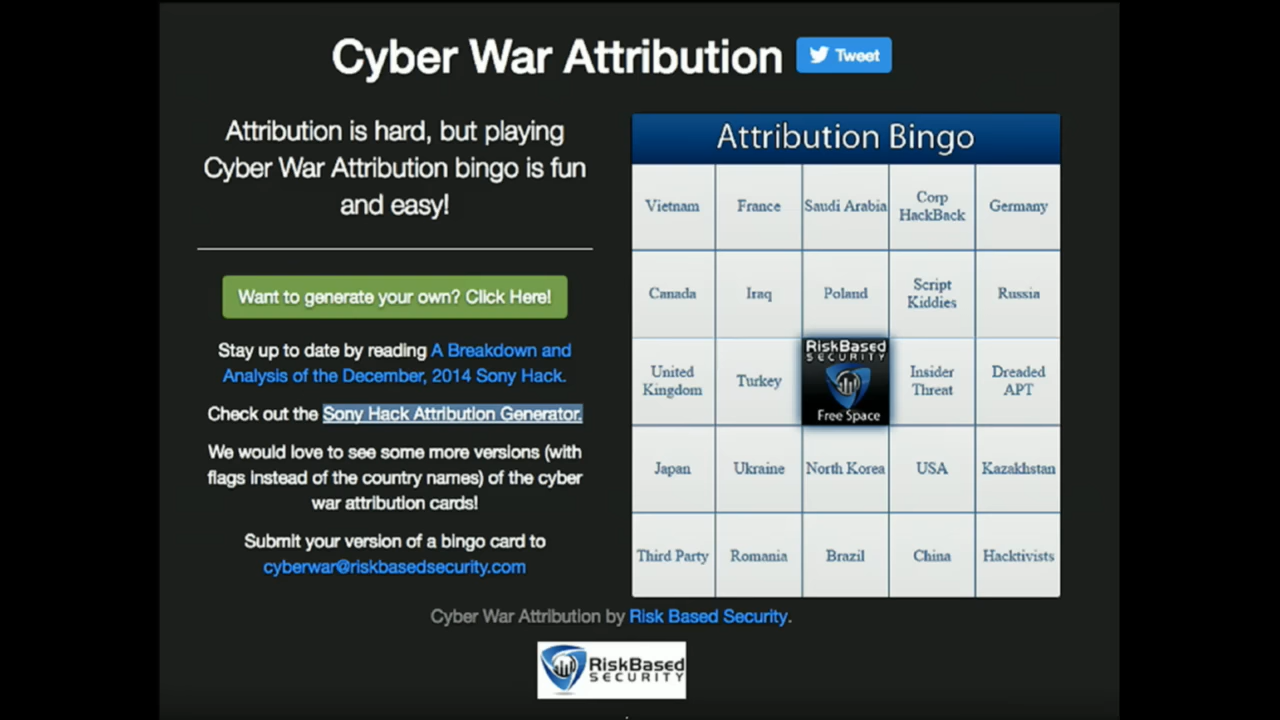 Cyber War Attribution
Tweet
Attribution is hard, but playing
Cyber War Attribution bingo is fun
and easy!
Want to generate your own? Click Here!
Stay up to date by reading A Breakdown and
Analysis of the December, 2014 Sony Hack.
Check out the Sony Hack Attribution Generator.
We would love to see some more versions (with
flags instead of the country names) of the cyber
war attribution cards!
Submit your version of a bingo card to
cyberwar@riskbasedsecurity.com
Attribution Bingo
Vietnam
France
Saudi Arabia
Corp
HackBack
Germany
Canada
Iraq
Poland
Script
Kiddies
Russia
United
Kingdom
Turkey
RiskBased
SECURITY
Free Space
Insider
Threat
Dreaded
APT
Japan
Ukraine
North Korea
USA
Kazakhstan
Third Party
Romania
Brazil
China
Hacktivists
Cyber War Attribution by Risk Based Security.
RiskBased
SECURITY